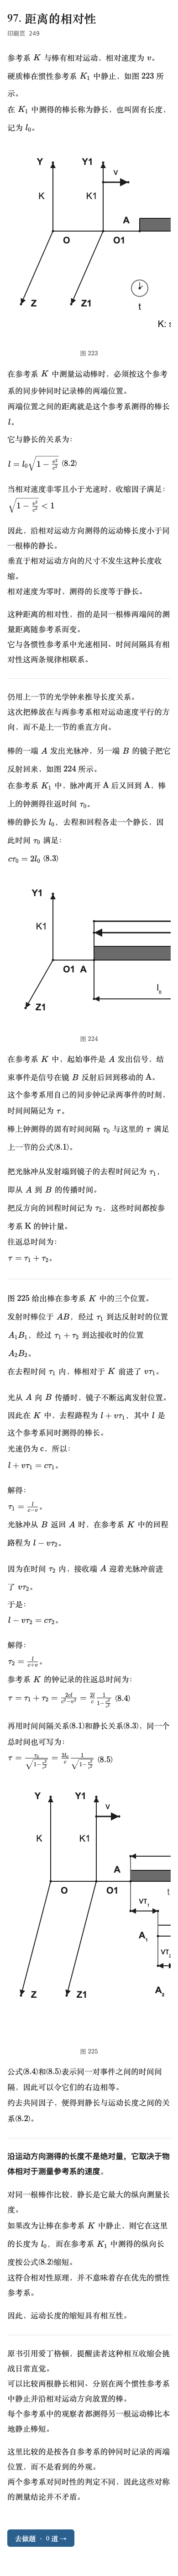 97. 距离的相对性
印刷页 249
参考系 K 与棒有相对运动，相对速度为 v。
硬质棒在惯性参考系 K₁ 中静止，如图 223 所
示。
在 K₁ 中测得的棒长称为静长，也叫固有长度，
记为 l₀。
Y Y1
v
K K1
A
O O1
t
Z Z1
K: s
图 223
在参考系 K 中测量运动棒时，必须按这个参考
系的同步钟同时记录棒的两端位置。
两端位置之间的距离就是这个参考系测得的棒长
l。
它与静长的关系为：
l = l₀√(1 − v²/c²) (8.2)
当相对速度非零且小于光速时，收缩因子满足：
√(1 − v²/c²) < 1
因此，沿相对运动方向测得的运动棒长度小于同
一根棒的静长。
垂直于相对运动方向的尺寸不发生这种长度收
缩。
相对速度为零时，测得的长度等于静长。
这种距离的相对性，指的是同一根棒两端间的测
量距离随参考系而变。
它与各惯性参考系中光速相同、时间间隔具有相
对性这两条规律相联系。
仍用上一节的光学钟来推导长度关系。
这次把棒放在与两参考系相对运动速度平行的方
向，而不是上一节的垂直方向。
棒的一端 A 发出光脉冲，另一端 B 的镜子把它
反射回来，如图 224 所示。
在参考系 K₁ 中，脉冲离开 A 后又回到 A，棒
上的钟测得往返时间 τ₀。
棒的静长为 l₀，去程和回程各走一个静长，因
此时间 τ₀ 满足：
cτ₀ = 2l₀ (8.3)
Y1
K1
O1 A
l₀
Z1
图 224
在参考系 K 中，起始事件是 A 发出信号，结
束事件是信号在镜 B 反射后回到移动的 A。
这个参考系用自己的同步钟记录两事件的时刻，
时间间隔记为 τ。
棒上钟测得的固有时间间隔 τ₀ 与这里的 τ 满足
上一节的公式(8.1)。
把光脉冲从发射端到镜子的去程时间记为 τ₁，
即从 A 到 B 的传播时间。
把反方向的回程时间记为 τ₂，这些时间都按参
考系 K 的钟计量。
往返总时间为：
τ = τ₁ + τ₂。
图 225 给出棒在参考系 K 中的三个位置。
发射时棒位于 AB，经过 τ₁ 到达反射时的位置
A₁B₁，经过 τ₁ + τ₂ 到达接收时的位置
A₂B₂。
在去程时间 τ₁ 内，棒相对于 K 前进了 vτ₁。
光从 A 向 B 传播时，镜子不断远离发射位置。
因此在 K 中，去程路程为 l + vτ₁，其中 l 是
这个参考系同时测得的棒长。
光速仍为 c，所以：
l + vτ₁ = cτ₁。
解得：
τ₁ = l/(c−v)。
光脉冲从 B 返回 A 时，在参考系 K 中的回程
路程为 l − vτ₂。
因为在时间 τ₂ 内，接收端 A 迎着光脉冲前进
了 vτ₂。
于是：
l − vτ₂ = cτ₂。
解得：
τ₂ = l/(c+v)。
参考系 K 的钟记录的往返总时间为：
τ = τ₁ + τ₂ = 2cl/(c²−v²) = (2l/c) · 1/(1−v²/c²) (8.4)
再用时间间隔关系(8.1)和静长关系(8.3)，同一个
总时间也可写为：
τ = τ₀/√(1−v²/c²) = (2l₀/c) · 1/√(1−v²/c²) (8.5)
Y Y1
v
K K1
A
O O1
t
VT₁
A₁
VT₂
Z Z1
A₂
图 225
公式(8.4)和(8.5)表示同一对事件之间的时间间
隔，因此可以令它们的右边相等。
约去共同因子，便得到静长与运动长度之间的关
系(8.2)。
沿运动方向测得的长度不是绝对量，它取决于物
体相对于测量参考系的速度。
对同一根棒作比较，静长是它最大的纵向测量长
度。
如果改为让棒在参考系 K 中静止，则它在这里
的长度为 l₀，而在参考系 K₁ 中测得的纵向长
度按公式(8.2)缩短。
这符合相对性原理，并不意味着存在优先的惯性
参考系。
因此，运动长度的缩短具有相互性。
原书引用爱丁格顿，提醒读者这种相互收缩会挑
战日常直觉。
可以比较两根静长相同、分别在两个惯性参考系
中静止并沿相对运动方向放置的棒。
每个参考系中的观察者都测得另一根运动棒比本
地静止棒短。
这里比较的是按各自参考系的钟同时记录的两端
位置，而不是看到的外观。
两个参考系对同时性的判定不同，因此这些对称
的测量结论并不矛盾。
去做题 · 0 道 →